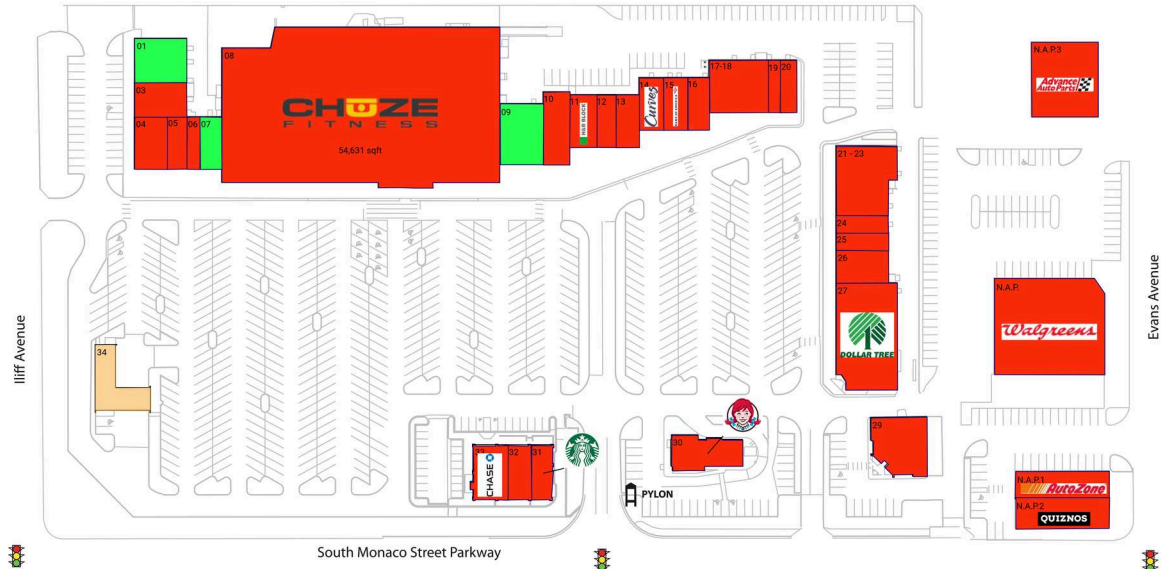 01
03
04
05
06
07
08
CHUZE
FITNESS
54,631 sqft
09
10
11
H&R BLOCK
12
13
14
Curves
15
16
17-18
19
20
N.A.P.3
Advance
Auto Parts
21 - 23
24
25
26
27
DOLLAR TREE
N.A.P.
Walgreens
Iliff Avenue
Evans Avenue
34
33
CHASE
32
31
30
PYLON
29
N.A.P.1
AutoZone
N.A.P.2
QUIZNOS
South Monaco Street Parkway